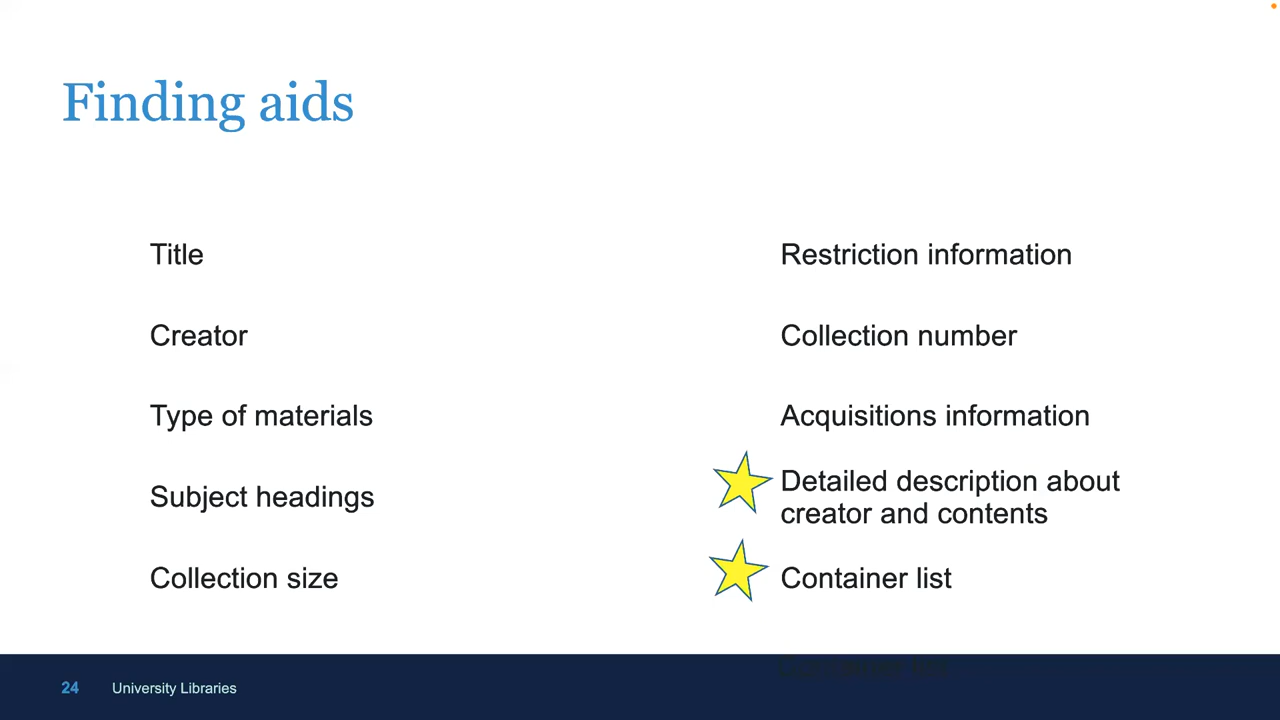 Finding aids
Title
Creator
Type of materials
Subject headings
Collection size
Restriction information
Collection number
Acquisitions information
Detailed description about
creator and contents
Container list
24
University Libraries